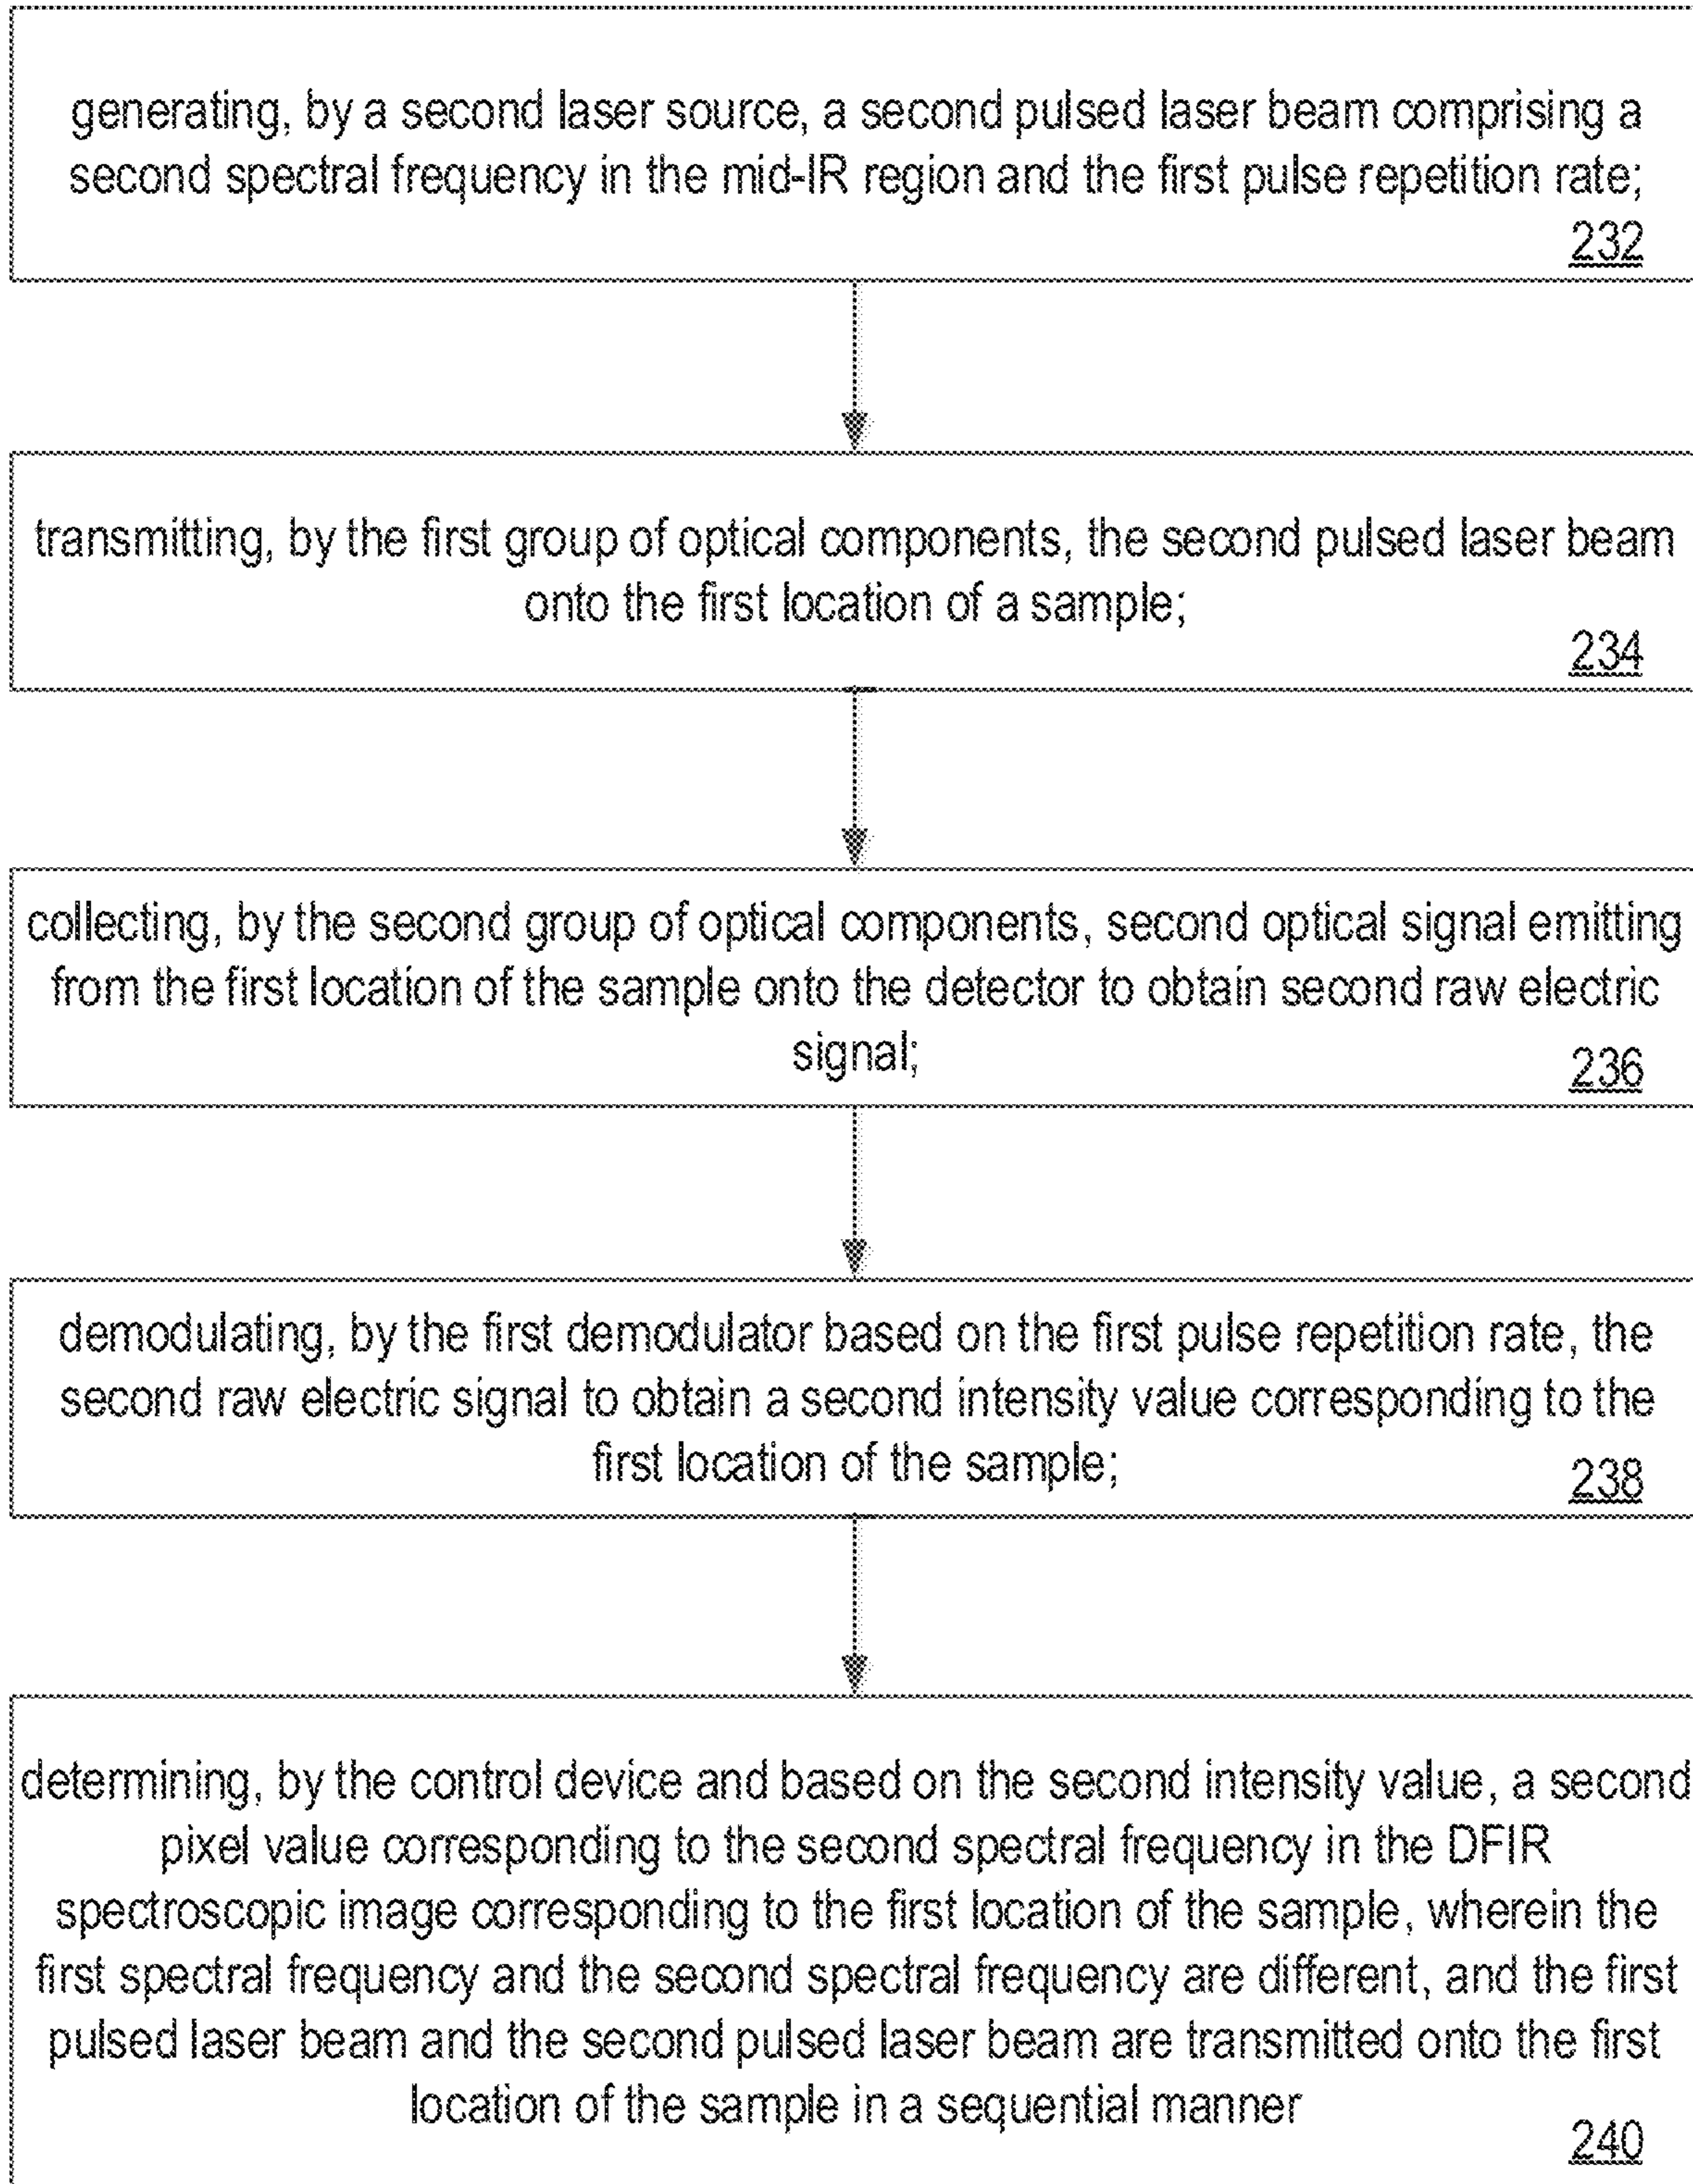 generating, by a second laser source, a second pulsed laser beam comprising a
second spectral frequency in the mid-IR region and the first pulse repetition rate;
232
transmitting, by the first group of optical components, the second pulsed laser beam
onto the first location of a sample;
234
collecting, by the second group of optical components, second optical signal emitting
from the first location of the sample onto the detector to obtain second raw electric
signal;
236
demodulating, by the first demodulator based on the first pulse repetition rate, the
second raw electric signal to obtain a second intensity value corresponding to the
first location of the sample;
238
determining, by the control device and based on the second intensity value, a second
pixel value corresponding to the second spectral frequency in the DFIR
spectroscopic image corresponding to the first location of the sample, wherein the
first spectral frequency and the second spectral frequency are different, and the first
pulsed laser beam and the second pulsed laser beam are transmitted onto the first
location of the sample in a sequential manner
240